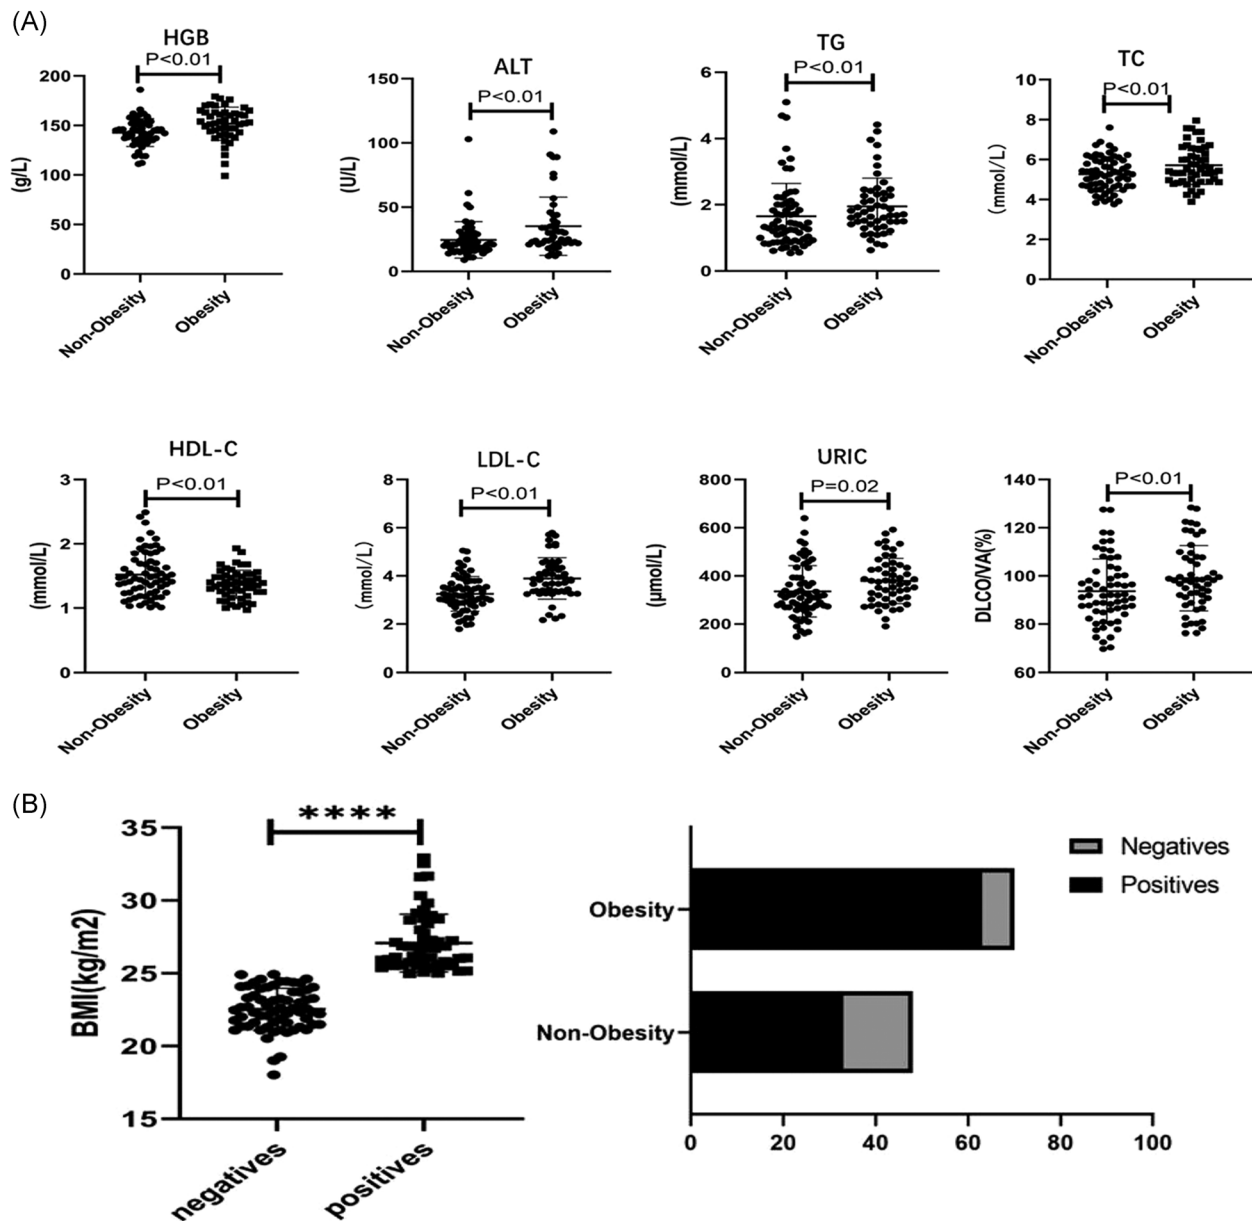 (A)
HGB
P<0.01
200
150
100
50
0
(g/L)
Non-Obesity
Obesity
ALT
P<0.01
150
100
50
0
(U/L)
Non-Obesity
Obesity
TG
P<0.01
6
4
2
0
(mmol/L)
Non-Obesity
Obesity
TC
P<0.01
10
8
6
4
2
0
(mmol/L)
Non-Obesity
Obesity
HDL-C
P<0.01
3
2
1
0
(mmol/L)
Non-Obesity
Obesity
LDL-C
P<0.01
8
6
4
2
0
(mmol/L)
Non-Obesity
Obesity
URIC
P=0.02
800
600
400
200
0
(μmol/L)
Non-Obesity
Obesity
P<0.01
140
120
100
80
60
DLCO/VA(%)
Non-Obesity
Obesity
(B)
****
35
30
25
20
15
BMI(kg/m2)
negatives
positives
Negatives
Positives
Obesity
Non-Obesity
0 20 40 60 80 100